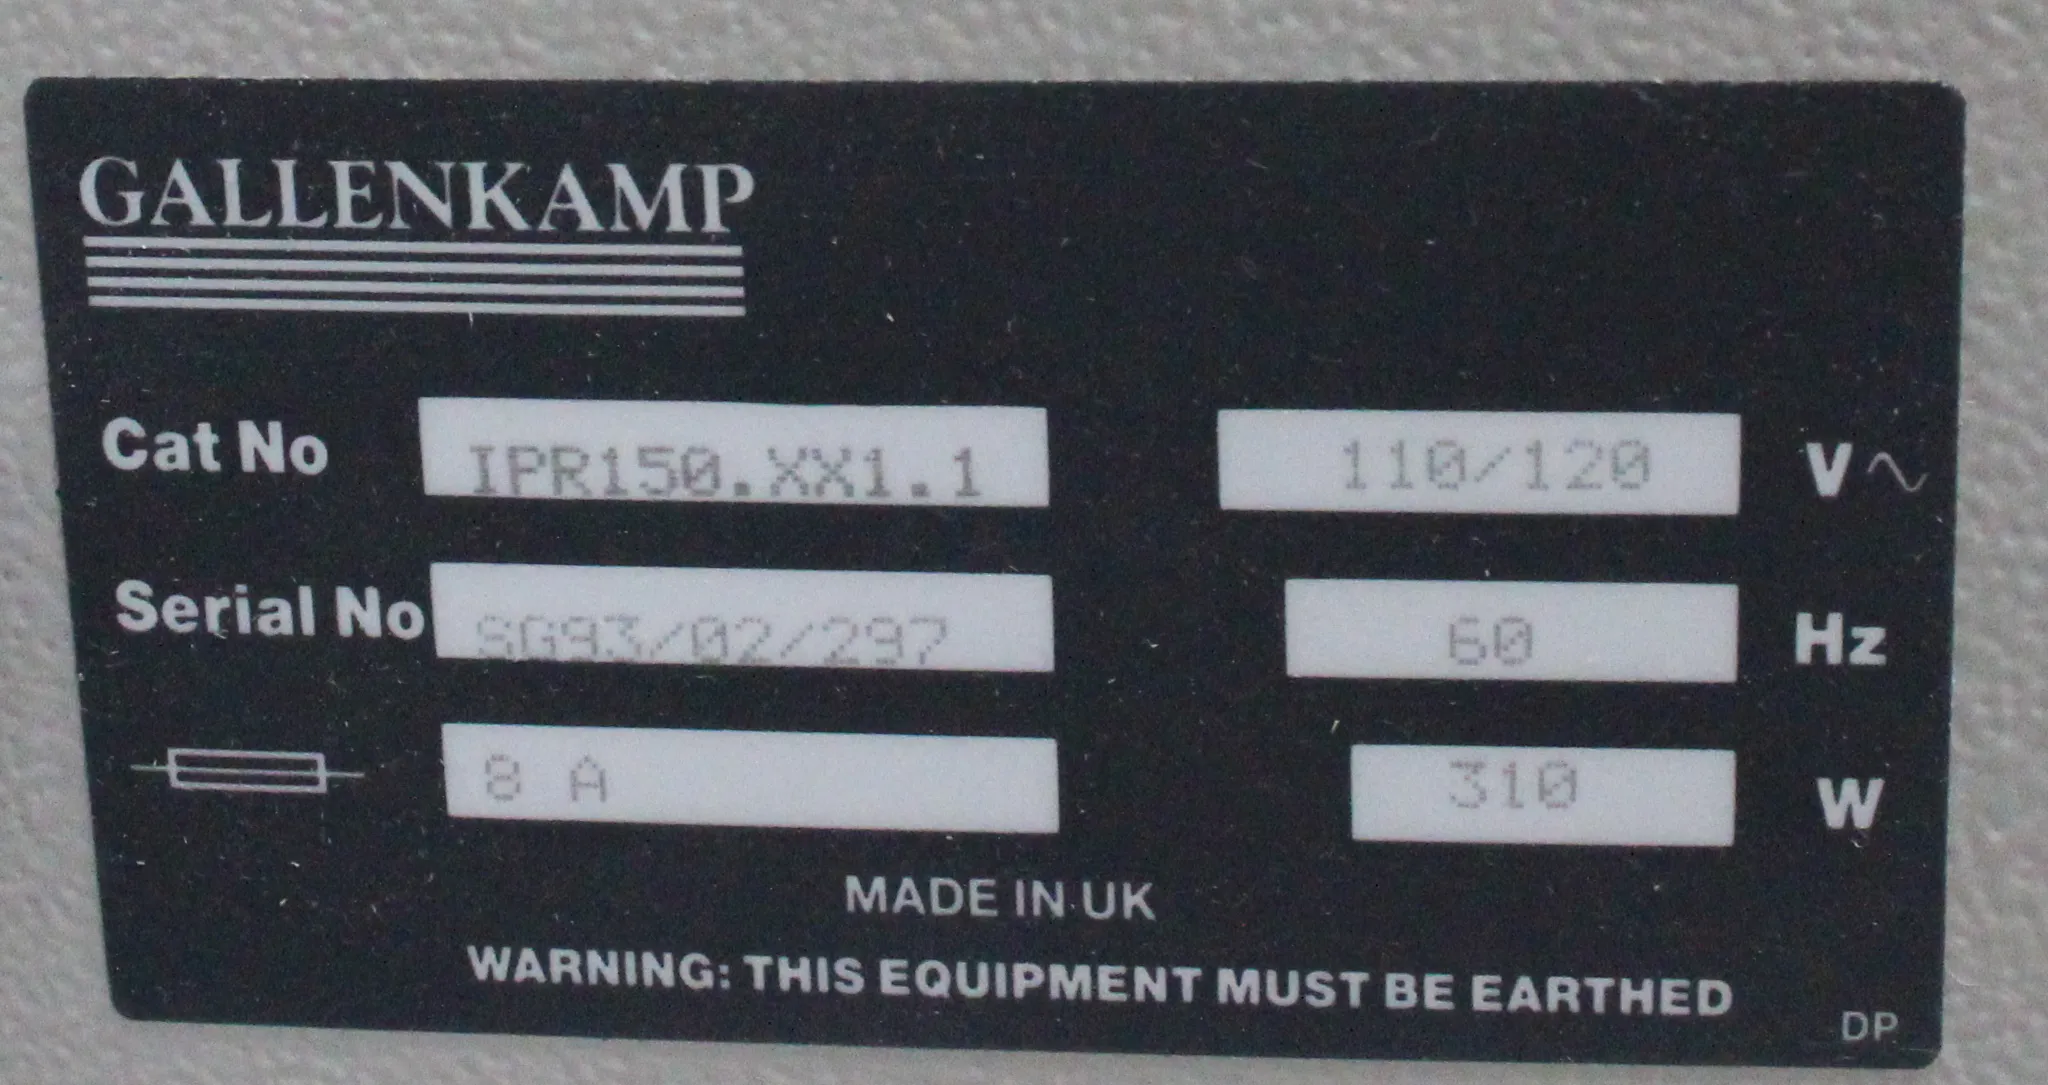 GALLENKAMP
Cat No IPR150.XX1.1 110/120 V~
Serial No SG93/02/297 60 Hz
8 A 310 W
MADE IN UK
WARNING: THIS EQUIPMENT MUST BE EARTHED
DP